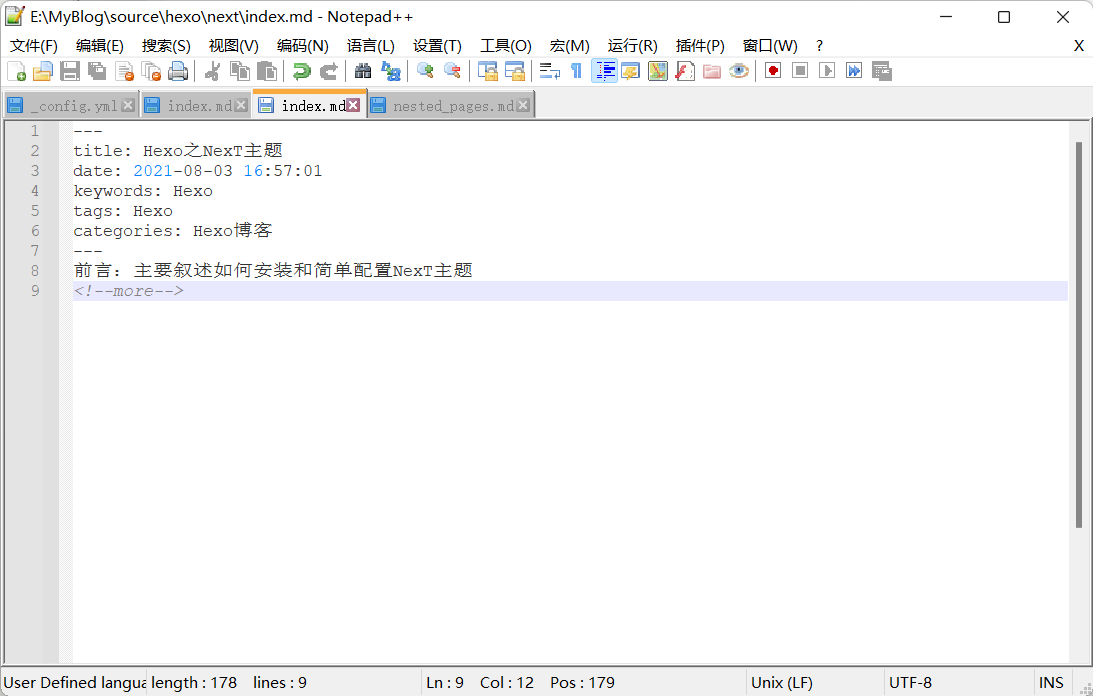 E:\MyBlog\source\hexo\next\index.md - Notepad++
文件(F) 编辑(E) 搜索(S) 视图(V) 编码(N) 语言(L) 设置(T) 工具(O) 宏(M) 运行(R) 插件(P) 窗口(W) ? X
_config.yml index.md index.md nested_pages.md
1 ---
2 title: Hexo之NexT主题
3 date: 2021-08-03 16:57:01
4 keywords: Hexo
5 tags: Hexo
6 categories: Hexo博客
7 ---
8 前言：主要叙述如何安装和简单配置NexT主题
9 <!--more-->
User Defined langua length : 178 lines : 9 Ln : 9 Col : 12 Pos : 179 Unix (LF) UTF-8 INS